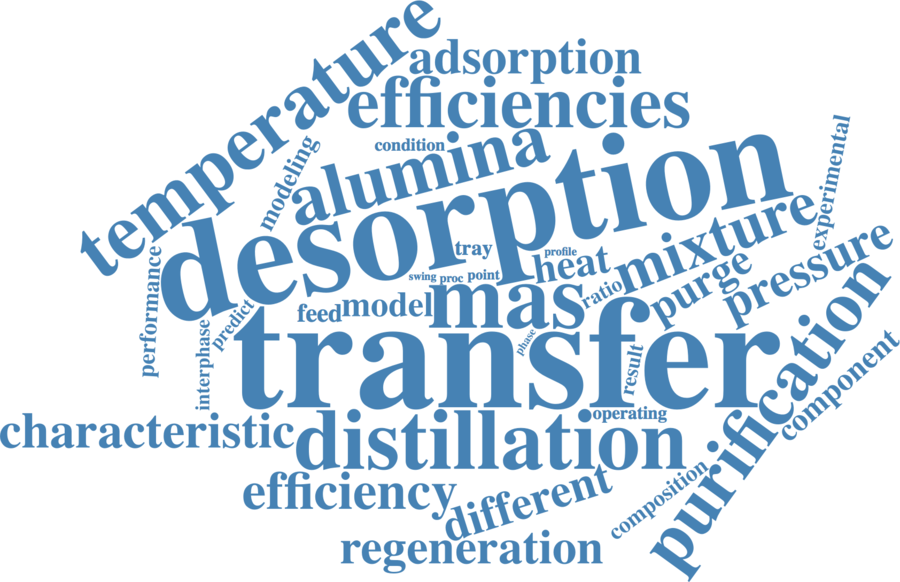 temperature
adsorption
efficiencies
condition
modeling
alumina
experimental
desorption
tray
profile
heat
mixture
swing
proc
point
ratio
purge
pressure
performance
predict
interphase
feed
model
mas
transfer
phase
result
operating
purification
component
characteristic
distillation
efficiency
different
composition
regeneration